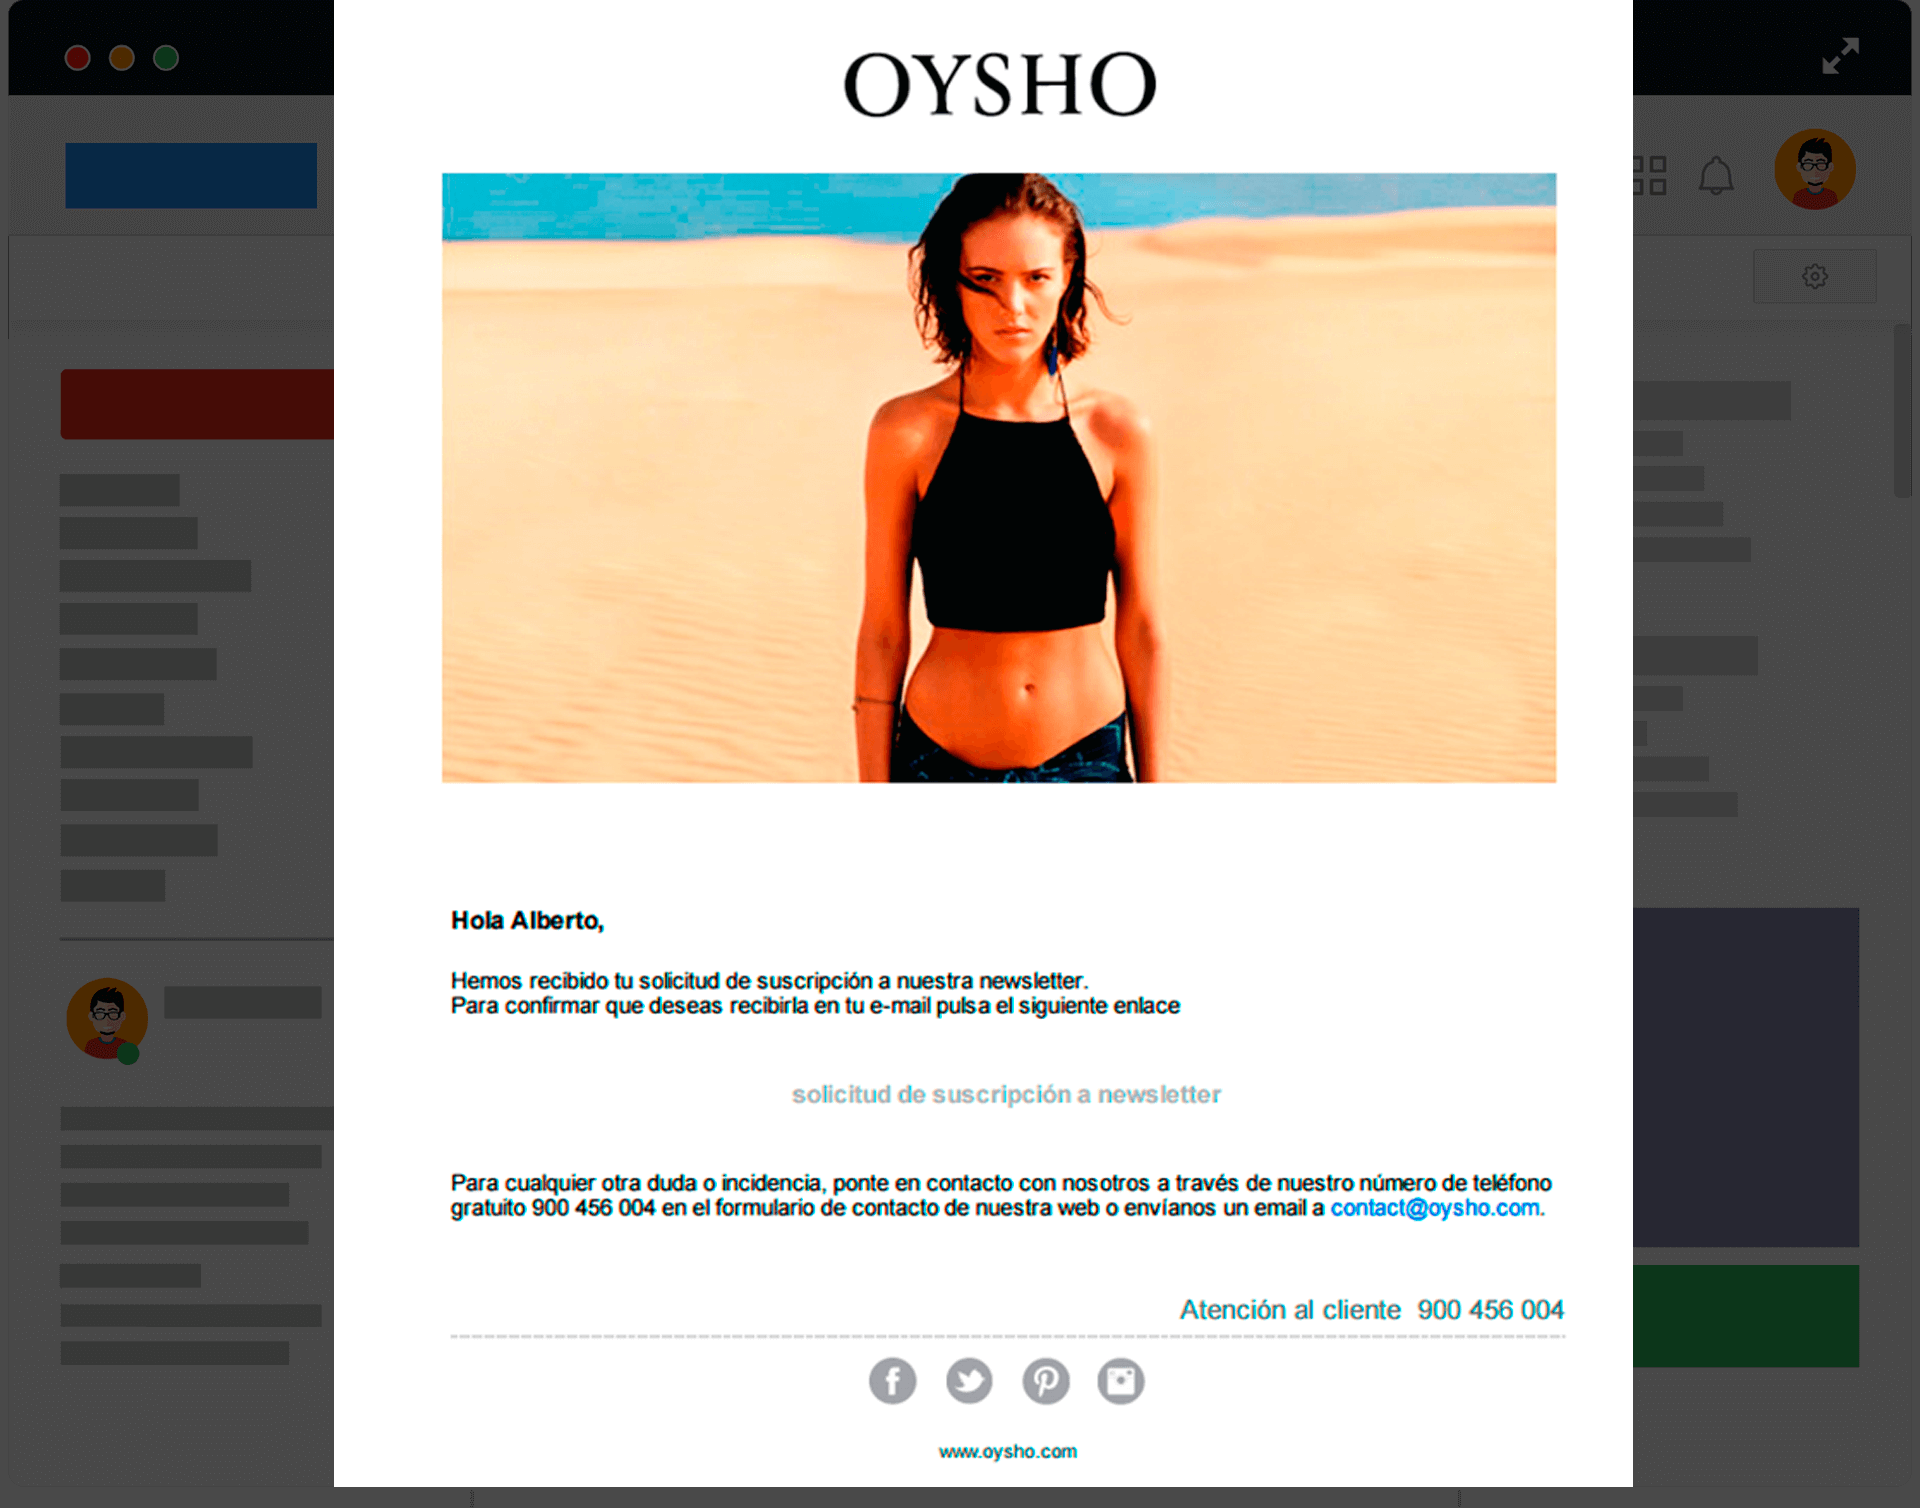 OYSHO
Hola Alberto,
Hemos recibido tu solicitud de suscripción a nuestra newsletter.
Para confirmar que deseas recibirla en tu e-mail pulsa el siguiente enlace
solicitud de suscripción a newsletter
Para cualquier otra duda o incidencia, ponte en contacto con nosotros a través de nuestro número de teléfono
gratuito 900 456 004 en el formulario de contacto de nuestra web o envíanos un email a contact@oysho.com.
Atención al cliente 900 456 004
www.oysho.com